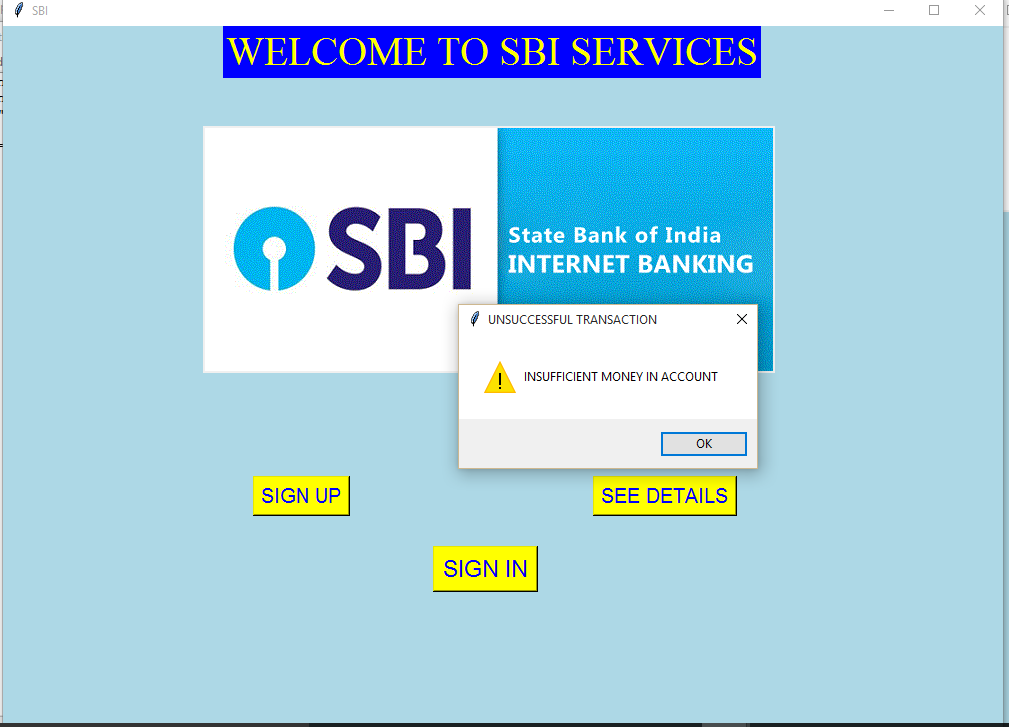 SBI
WELCOME TO SBI SERVICES
SBI
State Bank of India
INTERNET BANKING
UNSUCCESSFUL TRANSACTION
INSUFFICIENT MONEY IN ACCOUNT
OK
SIGN UP
SEE DETAILS
SIGN IN